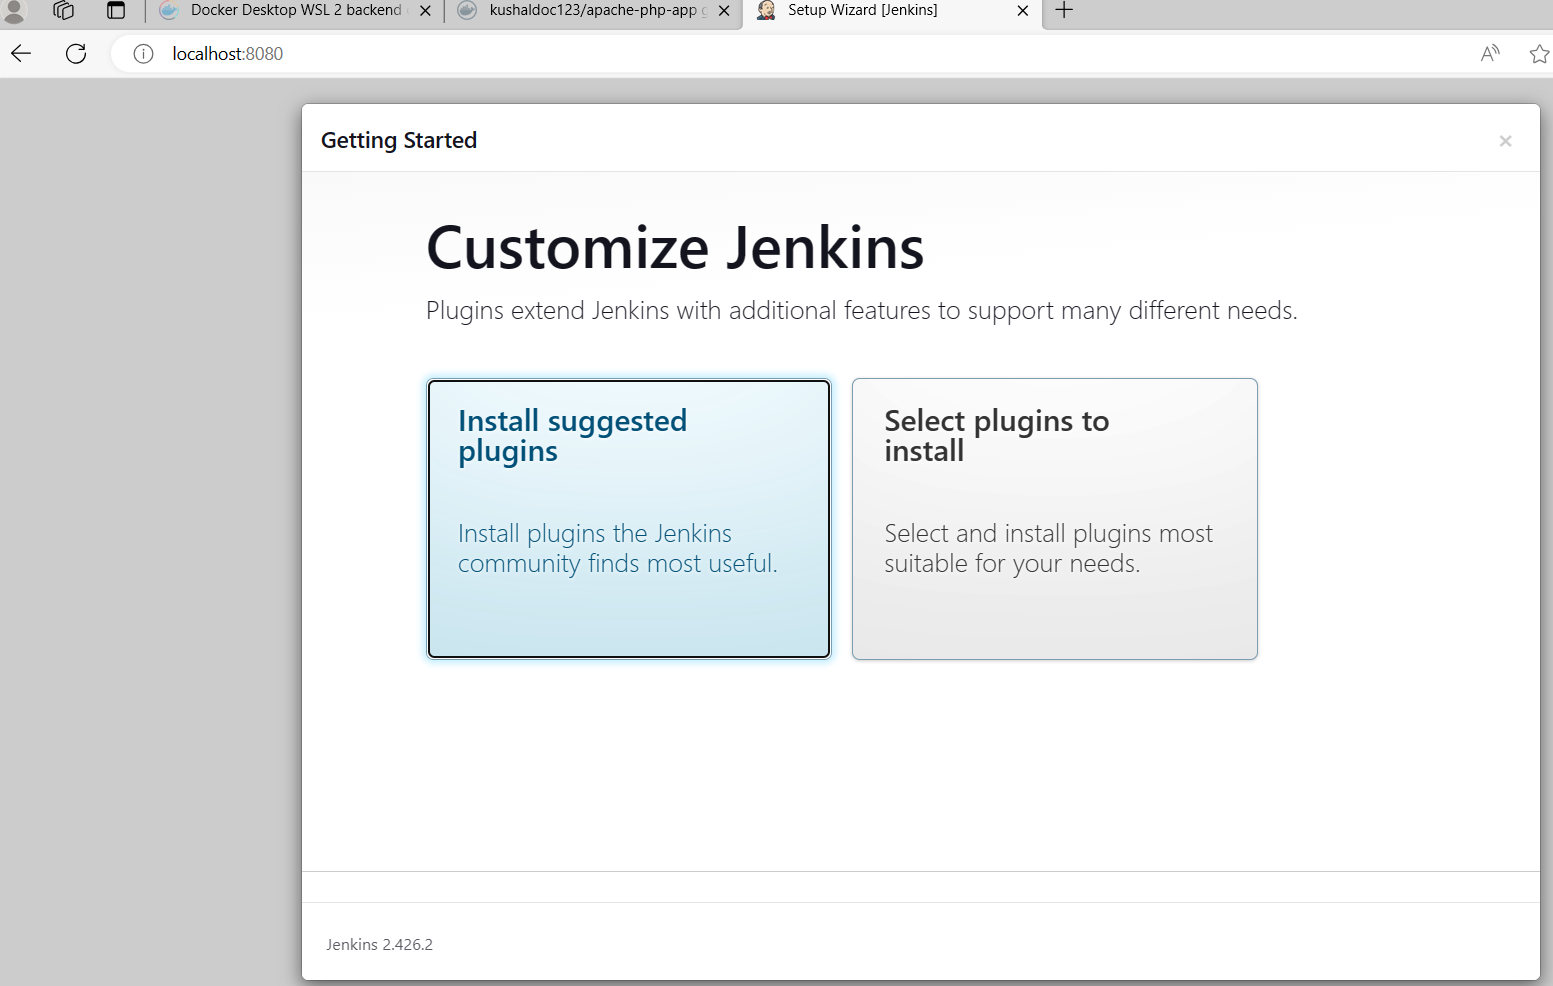 Docker Desktop WSL 2 backend
kushaldoc123/apache-php-app
Setup Wizard [Jenkins]
localhost:8080
Getting Started
Customize Jenkins
Plugins extend Jenkins with additional features to support many different needs.
Install suggested
plugins
Install plugins the Jenkins
community finds most useful.
Select plugins to
install
Select and install plugins most
suitable for your needs.
Jenkins 2.426.2